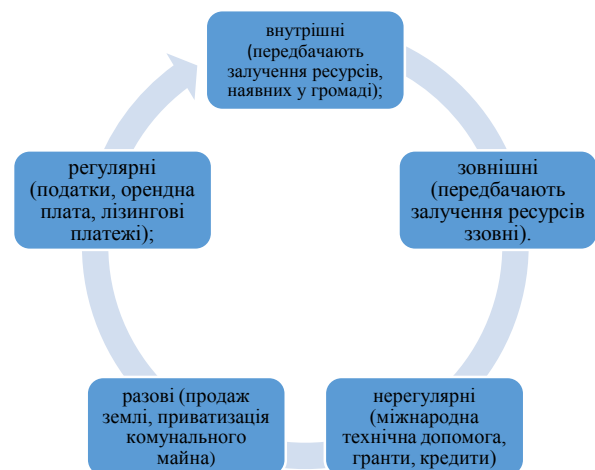 внутрішні
(передбачають
залучення ресурсів,
наявних у громаді);
зовнішні
(передбачають
залучення ресурсів
ззовні).
нерегулярні
(міжнародна
технічна допомога,
гранти, кредити)
разові (продаж
землі, приватизація
комунального
майна)
регулярні
(податки, орендна
плата, лізингові
платежі);